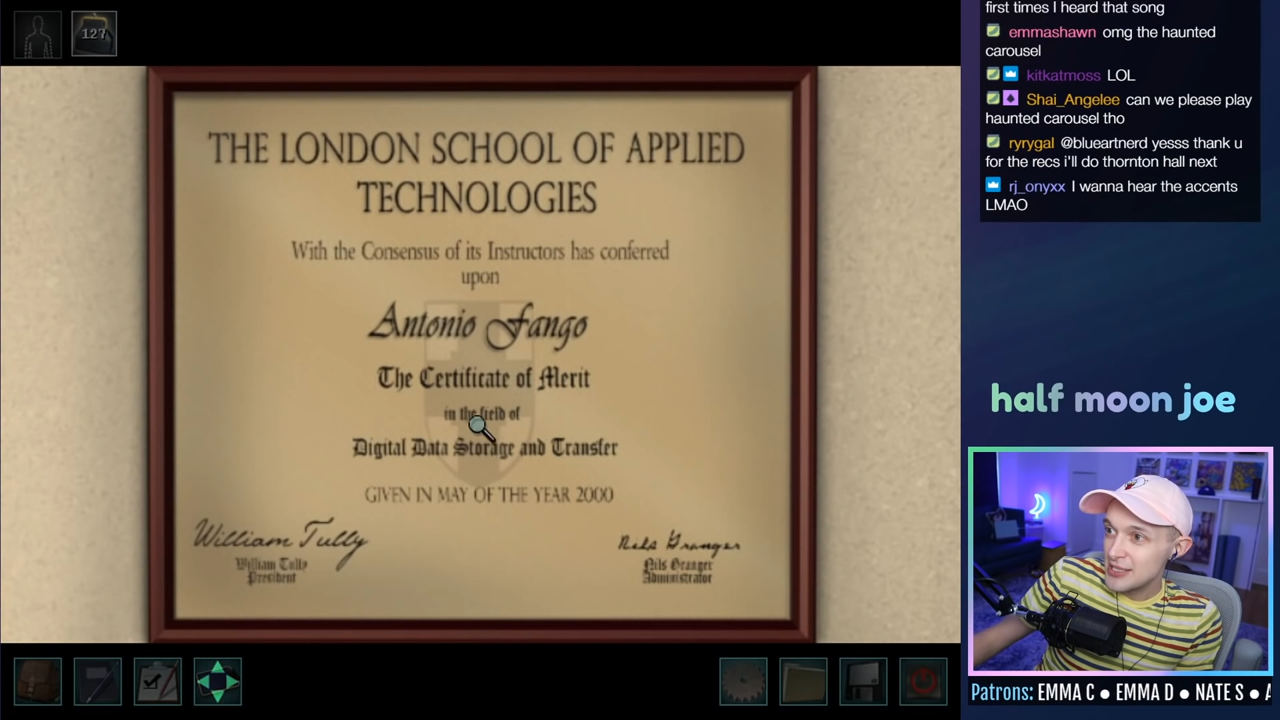 127
THE LONDON SCHOOL OF APPLIED
TECHNOLOGIES
With the Consensus of its Instructors has conferred
upon
Antonio Fango
The Certificate of Merit
in the field of
Digital Data Storage and Transfer
GIVEN IN MAY OF THE YEAR 2000
William Tully
William Tully
President
Nils Granger
Nils Granger
Administrator
first times I heard that song
emmashawn omg the haunted
carousel
kitkatmoss LOL
Shai_Angelee can we please play
haunted carousel tho
ryrygal @blueartnerd yesss thank u
for the recs i'll do thornton hall next
rj_onyxx I wanna hear the accents
LMAO
half moon joe
Patrons: EMMA C ● EMMA D ● NATE S ●